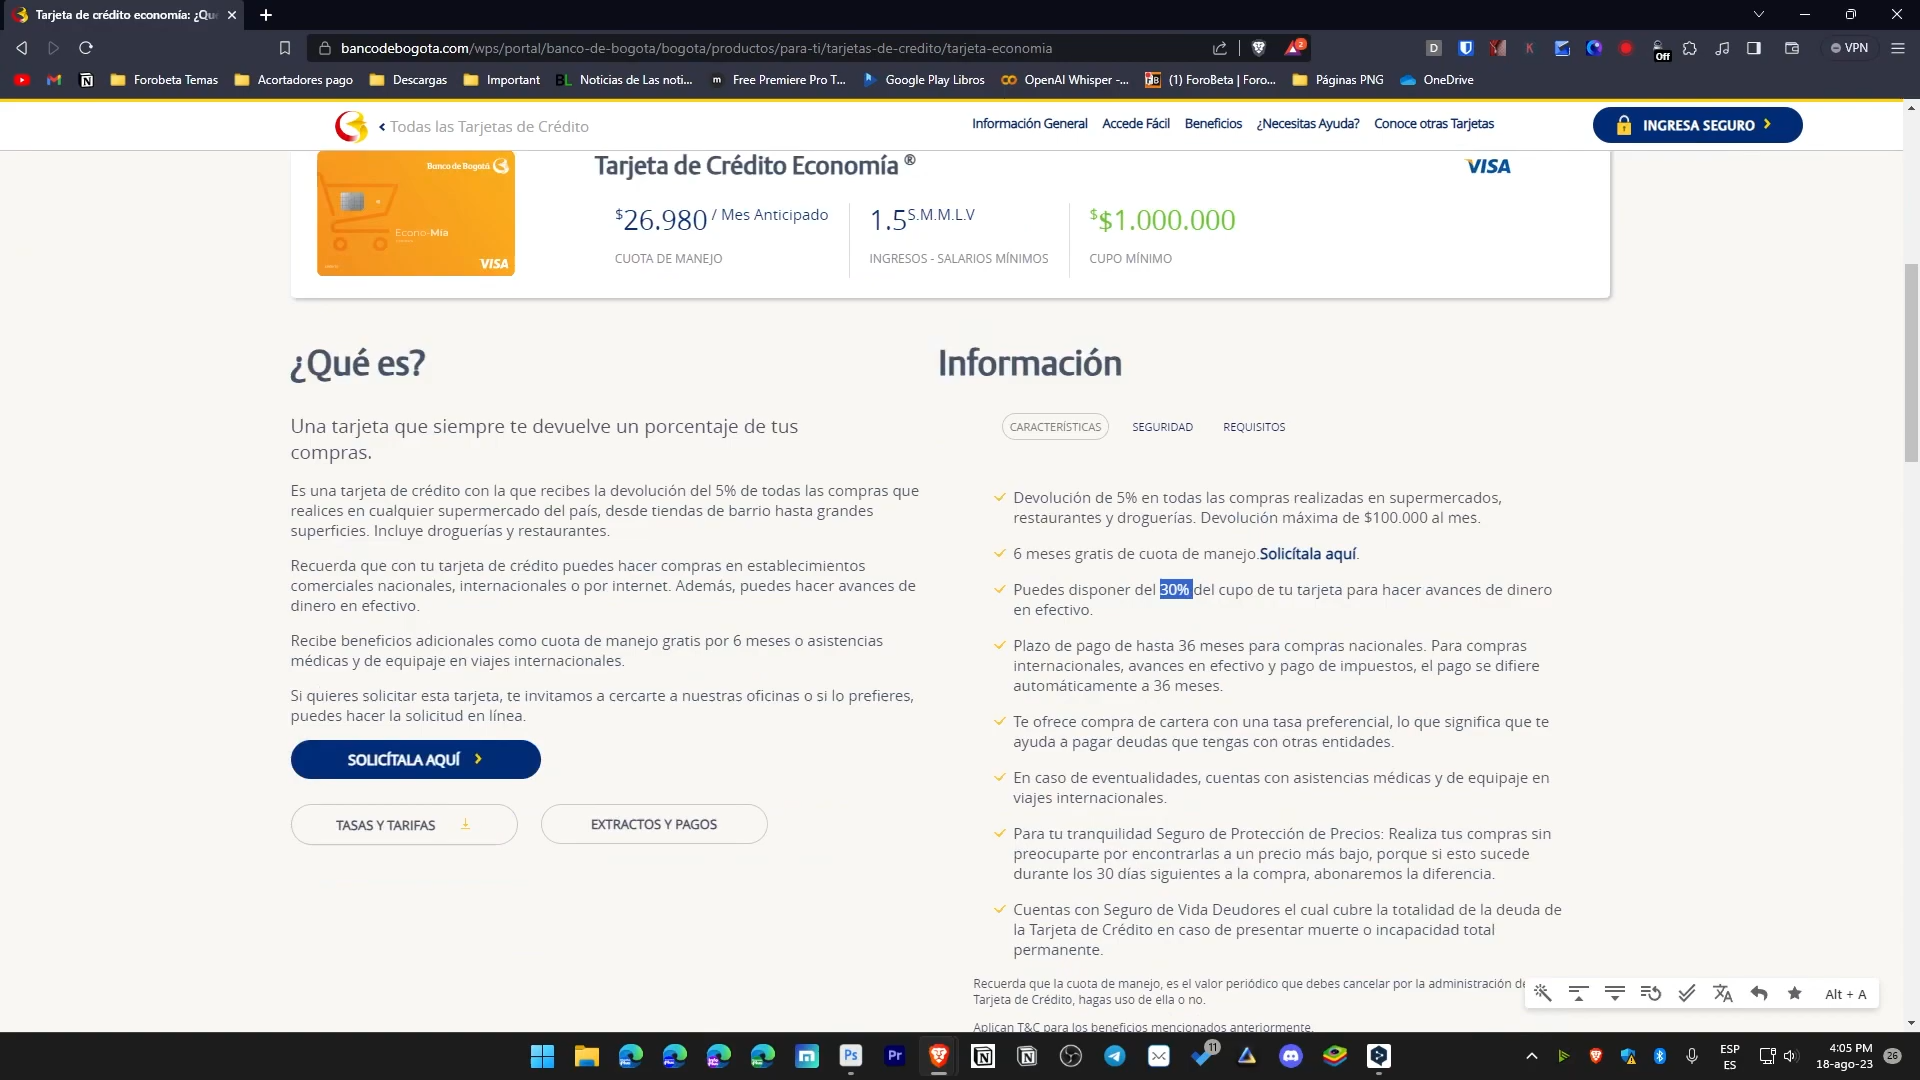 Tarjeta de crédito economía: ¿Qu
bancodebogota.com/wps/portal/banco-de-bogota/bogota/productos/para-ti/tarjetas-de-credito/tarjeta-economia
2
D
K
Off
VPN
Forobeta Temas
Acortadores pago
Descargas
Important
BL Noticias de Las noti...
m Free Premiere Pro T...
Google Play Libros
OpenAI Whisper -...
(1) ForoBeta | Foro...
Páginas PNG
OneDrive
Todas las Tarjetas de Crédito
Información General
Accede Fácil
Beneficios
¿Necesitas Ayuda?
Conoce otras Tarjetas
INGRESA SEGURO
Banco de Bogotá
Econo-Mía
VISA
Tarjeta de Crédito Economía ®
VISA
$26.980 / Mes Anticipado
CUOTA DE MANEJO
1.5 S.M.M.L.V
INGRESOS - SALARIOS MÍNIMOS
$$1.000.000
CUPO MÍNIMO
¿Qué es?
Una tarjeta que siempre te devuelve un porcentaje de tus
compras.
Es una tarjeta de crédito con la que recibes la devolución del 5% de todas las compras que
realices en cualquier supermercado del país, desde tiendas de barrio hasta grandes
superficies. Incluye droguerías y restaurantes.
Recuerda que con tu tarjeta de crédito puedes hacer compras en establecimientos
comerciales nacionales, internacionales o por internet. Además, puedes hacer avances de
dinero en efectivo.
Recibe beneficios adicionales como cuota de manejo gratis por 6 meses o asistencias
médicas y de equipaje en viajes internacionales.
Si quieres solicitar esta tarjeta, te invitamos a cercarte a nuestras oficinas o si lo prefieres,
puedes hacer la solicitud en línea.
SOLICÍTALA AQUÍ
TASAS Y TARIFAS
EXTRACTOS Y PAGOS
Información
CARACTERÍSTICAS
SEGURIDAD
REQUISITOS
Devolución de 5% en todas las compras realizadas en supermercados,
restaurantes y droguerías. Devolución máxima de $100.000 al mes.
6 meses gratis de cuota de manejo.Solicítala aquí.
Puedes disponer del 30% del cupo de tu tarjeta para hacer avances de dinero
en efectivo.
Plazo de pago de hasta 36 meses para compras nacionales. Para compras
internacionales, avances en efectivo y pago de impuestos, el pago se difiere
automáticamente a 36 meses.
Te ofrece compra de cartera con una tasa preferencial, lo que significa que te
ayuda a pagar deudas que tengas con otras entidades.
En caso de eventualidades, cuentas con asistencias médicas y de equipaje en
viajes internacionales.
Para tu tranquilidad Seguro de Protección de Precios: Realiza tus compras sin
preocuparte por encontrarlas a un precio más bajo, porque si esto sucede
durante los 30 días siguientes a la compra, abonaremos la diferencia.
Cuentas con Seguro de Vida Deudores el cual cubre la totalidad de la deuda de
la Tarjeta de Crédito en caso de presentar muerte o incapacidad total
permanente.
Recuerda que la cuota de manejo, es el valor periódico que debes cancelar por la administración de
Tarjeta de Crédito, hagas uso de ella o no.
Aplican T&C para los beneficios mencionados anteriormente.
Alt + A
Ps
Pr
11
ESP
ES
4:05 PM
18-ago-23
26